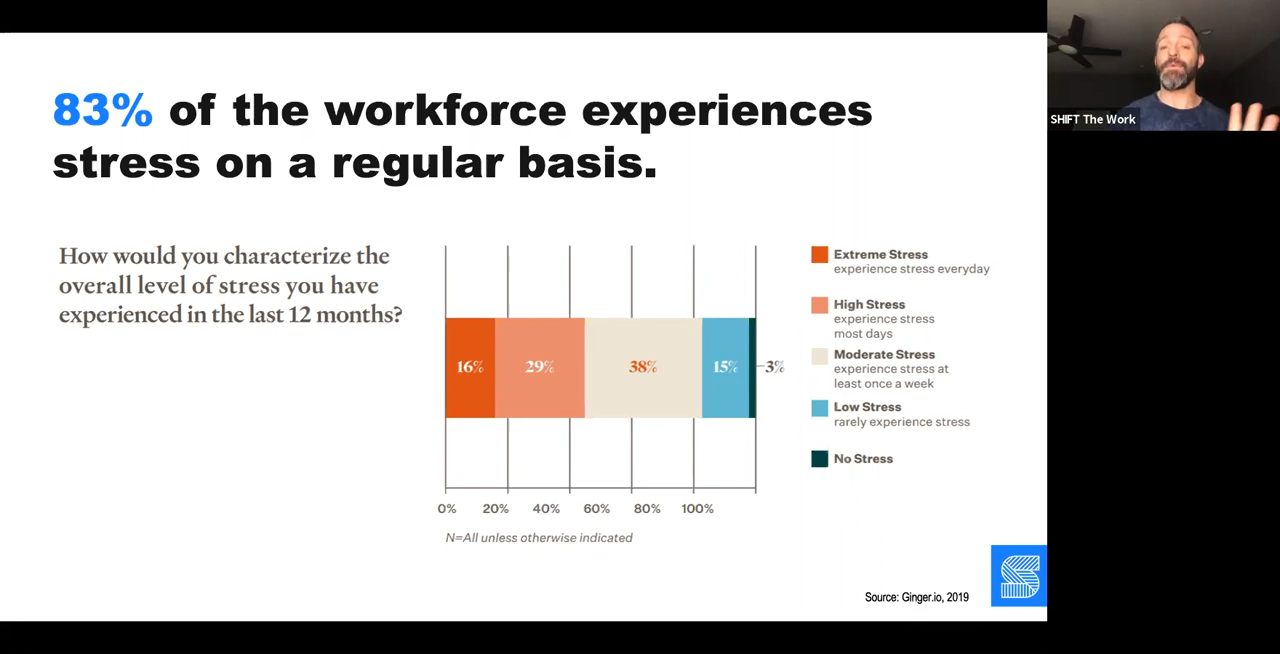 83% of the workforce experiences
stress on a regular basis.
SHIFT The Work
How would you characterize the
overall level of stress you have
experienced in the last 12 months?
16% 29% 38% 15% 3%
0% 20% 40% 60% 80% 100%
N=All unless otherwise indicated
Extreme Stress
experience stress everyday
High Stress
experience stress
most days
Moderate Stress
experience stress at
least once a week
Low Stress
rarely experience stress
No Stress
Source: Ginger.io, 2019
S